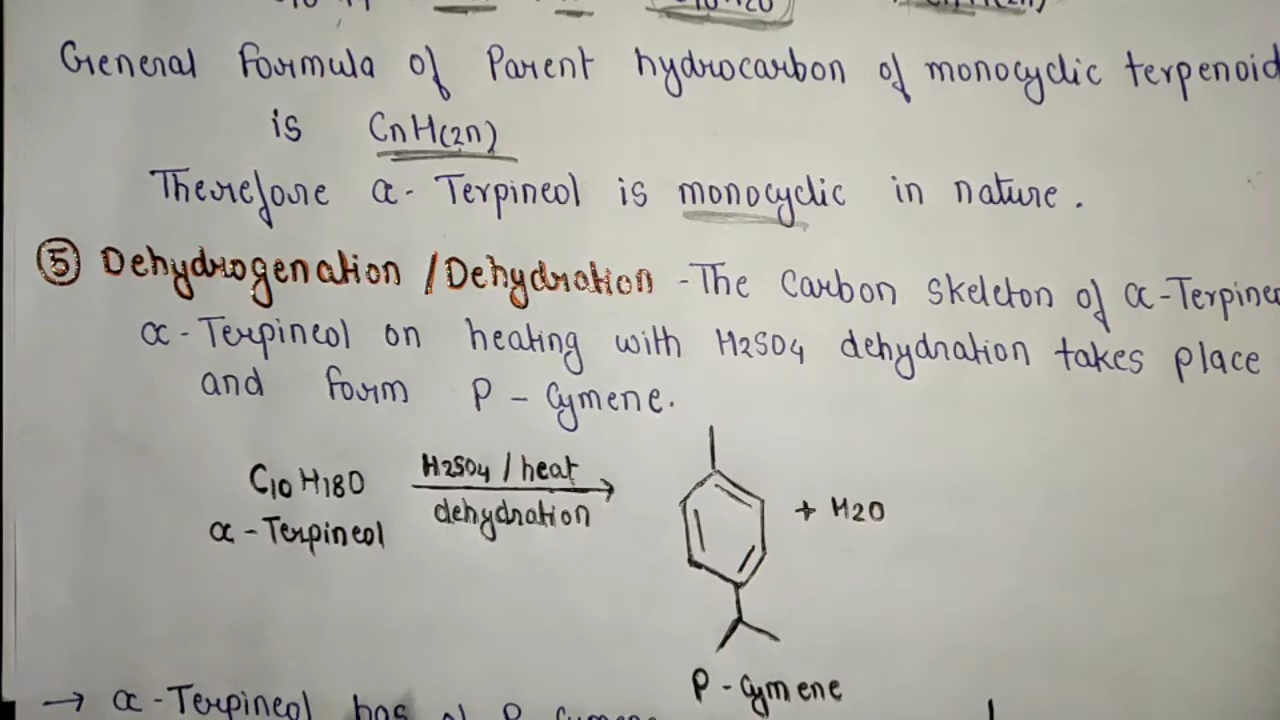 General formula of Parent hydrocarbon of monocyclic terpenoid
is CnH(2n)
Therefore α- Terpineol is monocyclic in nature.
⑤ Dehydrogenation / Dehydration - The Carbon skeleton of α-Terpine
α- Terpineol on heating with H2SO4 dehydration takes place
and form P - Cymene.
C10H18O H2SO4 / heat + H2O
α - Terpineol dehydration
P - Cymene
→ α-Terpineol has